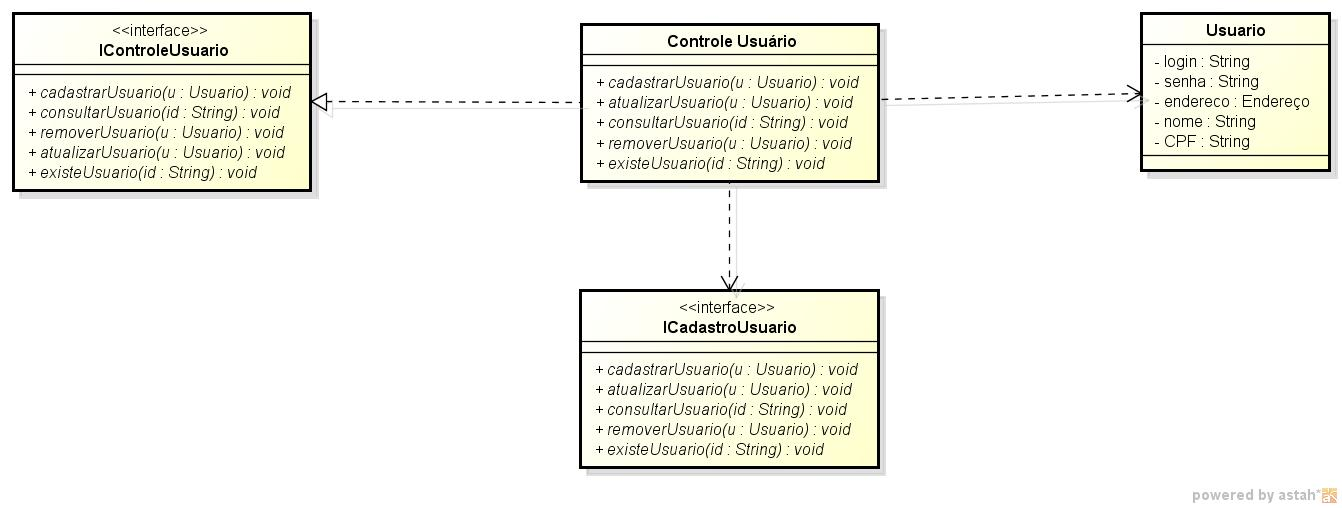 <<interface>>
IControleUsuario
+ cadastrarUsuario(u : Usuario) : void
+ consultarUsuario(id : String) : void
+ removerUsuario(u : Usuario) : void
+ atualizarUsuario(u : Usuario) : void
+ existeUsuario(id : String) : void
Controle Usuário
+ cadastrarUsuario(u : Usuario) : void
+ atualizarUsuario(u : Usuario) : void
+ consultarUsuario(id : String) : void
+ removerUsuario(u : Usuario) : void
+ existeUsuario(id : String) : void
Usuario
- login : String
- senha : String
- endereco : Endereço
- nome : String
- CPF : String
<<interface>>
ICadastroUsuario
+ cadastrarUsuario(u : Usuario) : void
+ atualizarUsuario(u : Usuario) : void
+ consultarUsuario(id : String) : void
+ removerUsuario(u : Usuario) : void
+ existeUsuario(id : String) : void
powered by astah*